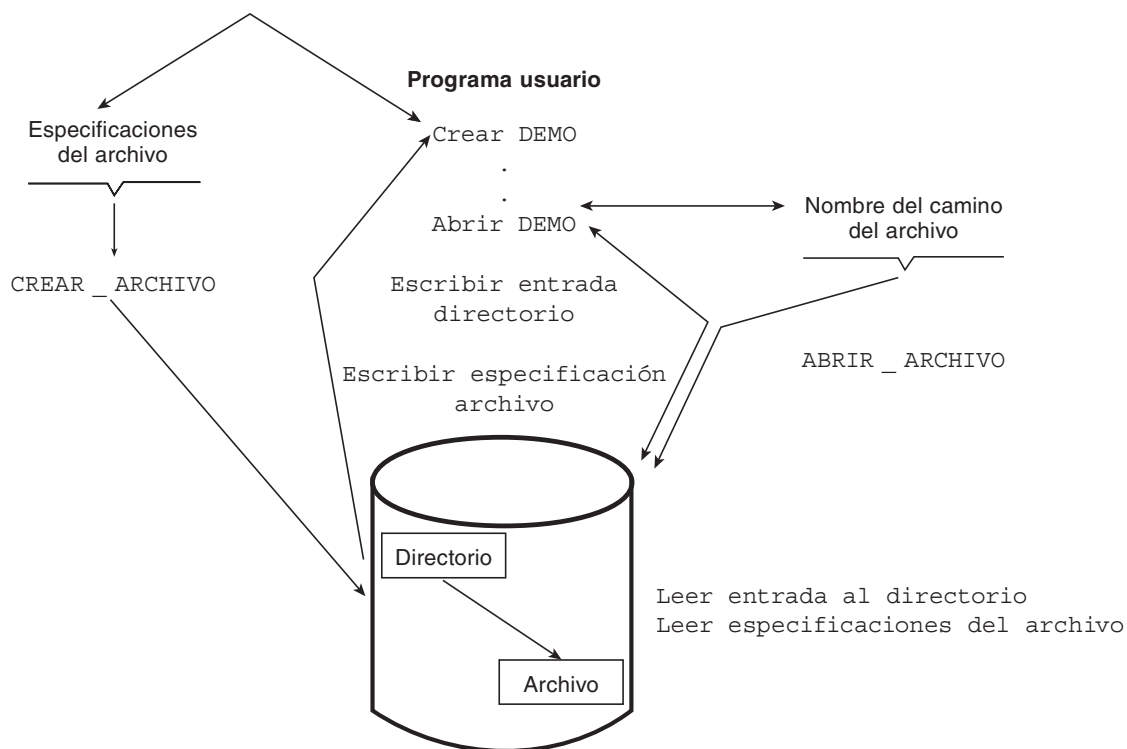 Programa usuario
Especificaciones
del archivo
Crear DEMO
.
.
Abrir DEMO
Nombre del camino
del archivo
CREAR _ ARCHIVO
Escribir entrada
directorio
ABRIR _ ARCHIVO
Escribir especificación
archivo
Directorio
Leer entrada al directorio
Leer especificaciones del archivo
Archivo